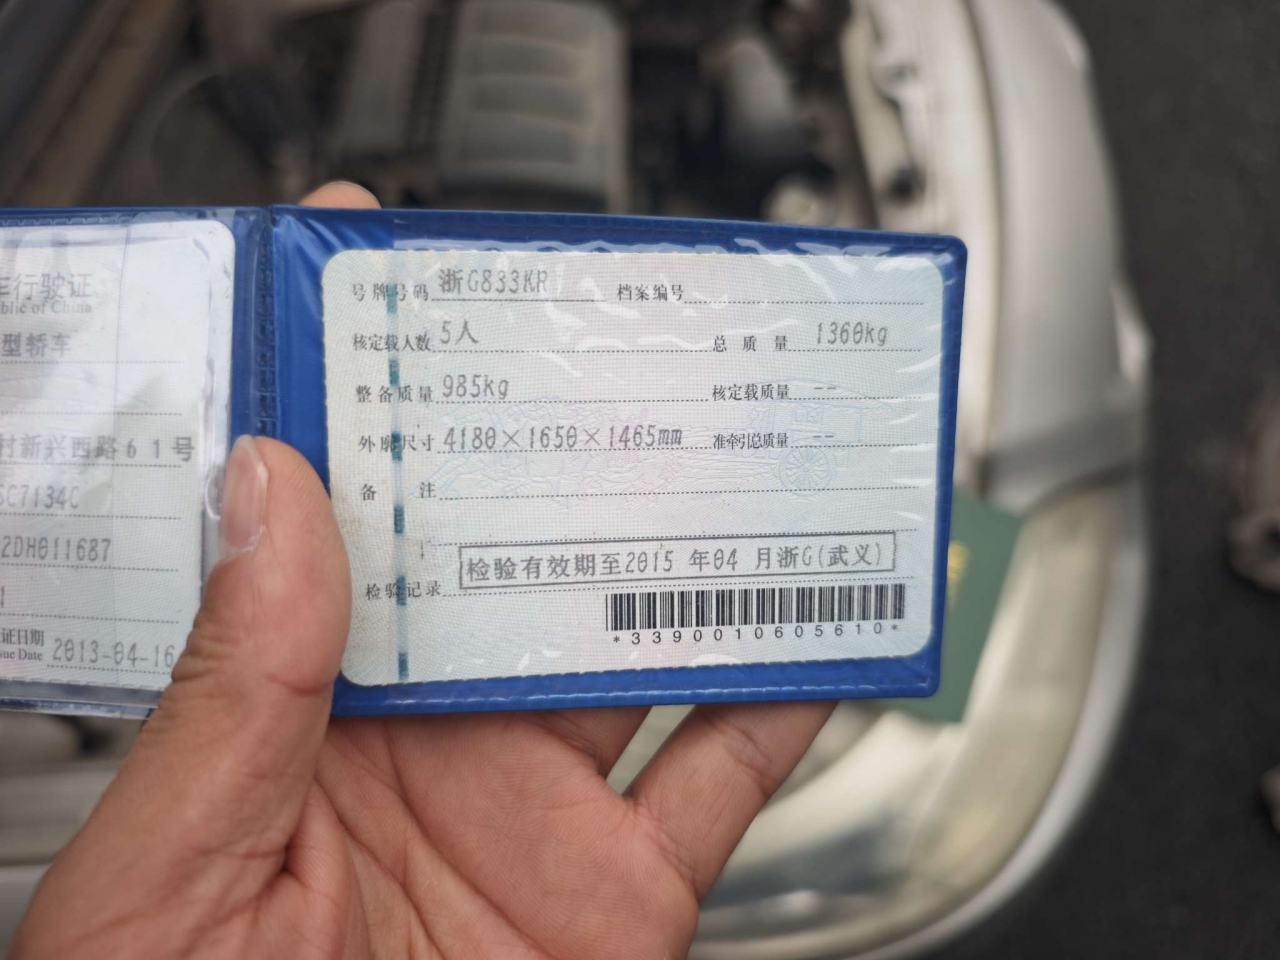 车行驶证
blic of China
型轿车
村新兴西路61号
SC7134C
2DH011687
证日期
sue Date 2013-04-16
号牌号码 浙G833KR 档案编号
核定载人数 5人 总质量 1360kg
整备质量 985kg 核定载质量 --
外廓尺寸 4180×1650×1465mm 准牵引总质量 --
备注
检验记录 检验有效期至2015 年04 月浙G(武义)
*3390010605610*